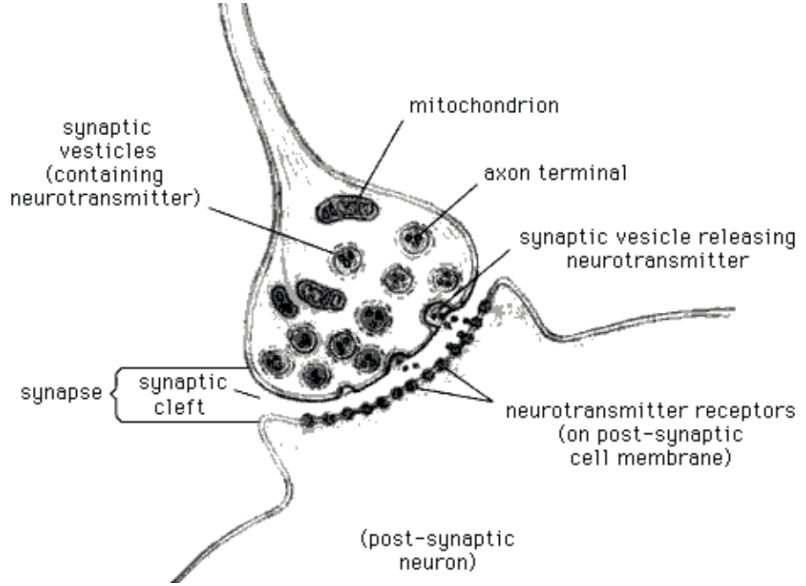 mitochondrion
synaptic
vesticles
(containing
neurotransmitter)
axon terminal
synaptic vesicle releasing
neurotransmitter
synapse
synaptic
cleft
neurotransmitter receptors
(on post-synaptic
cell membrane)
(post-synaptic
neuron)